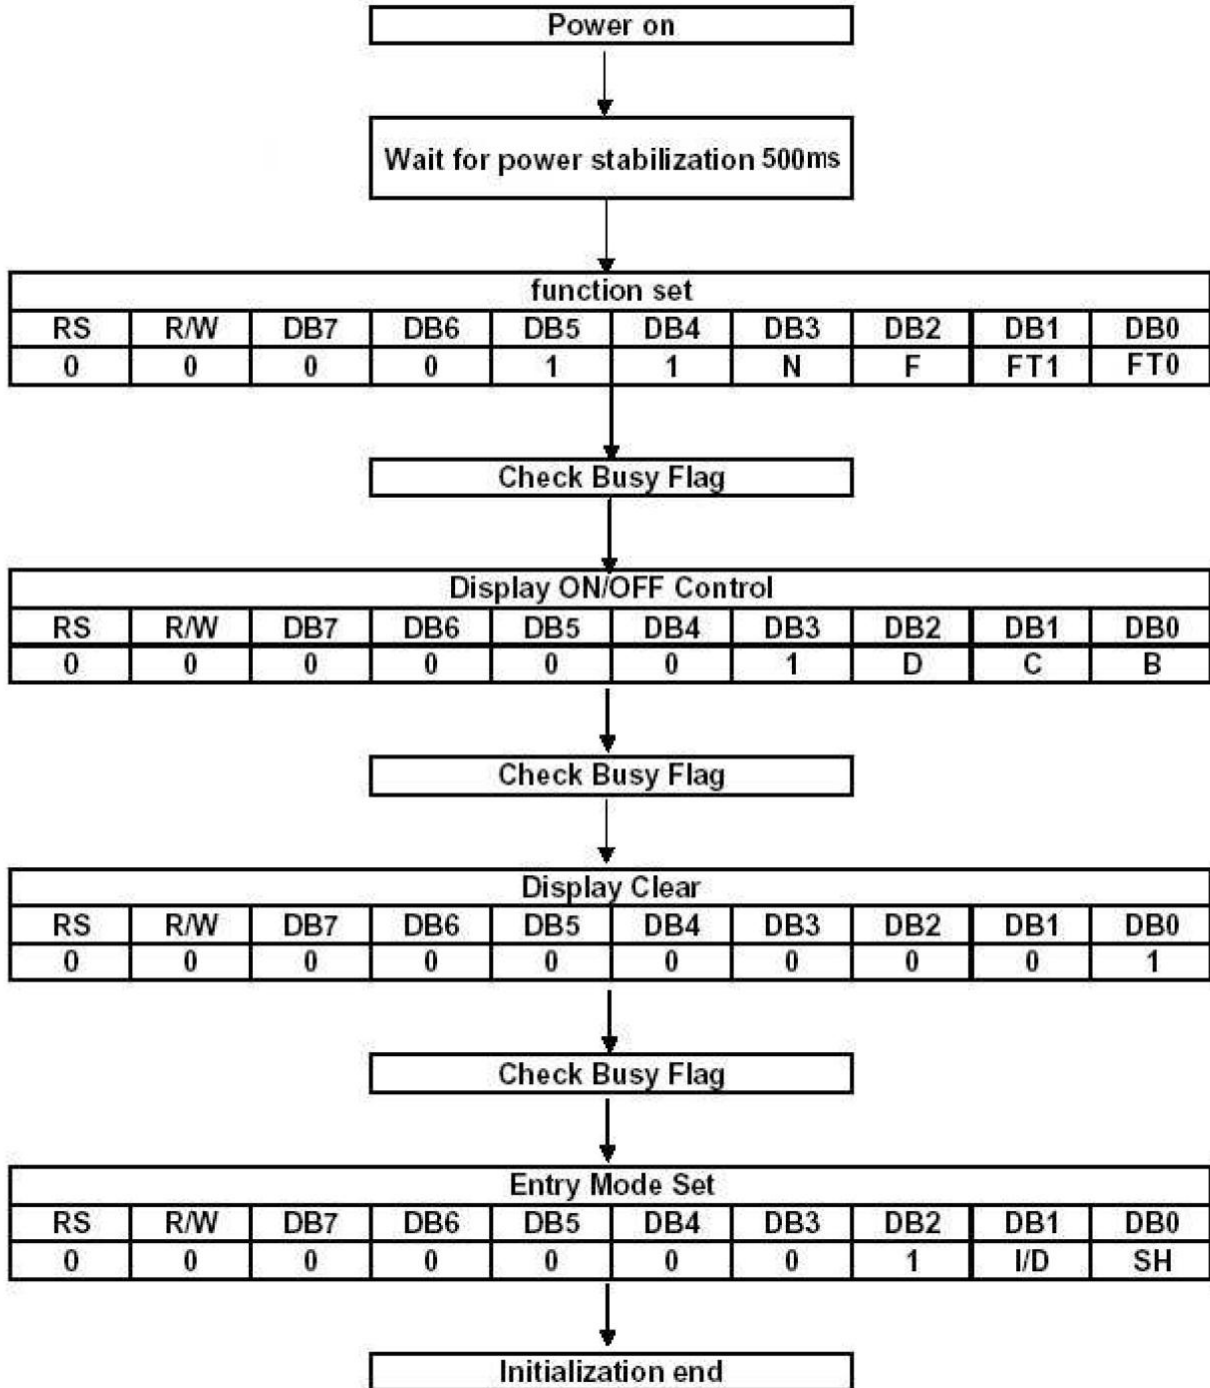 Power on
Wait for power stabilization 500ms
function set
RS R/W DB7 DB6 DB5 DB4 DB3 DB2 DB1 DB0
0 0 0 0 1 1 N F FT1 FT0
Check Busy Flag
Display ON/OFF Control
RS R/W DB7 DB6 DB5 DB4 DB3 DB2 DB1 DB0
0 0 0 0 0 0 1 D C B
Check Busy Flag
Display Clear
RS R/W DB7 DB6 DB5 DB4 DB3 DB2 DB1 DB0
0 0 0 0 0 0 0 0 0 1
Check Busy Flag
Entry Mode Set
RS R/W DB7 DB6 DB5 DB4 DB3 DB2 DB1 DB0
0 0 0 0 0 0 0 1 I/D SH
Initialization end